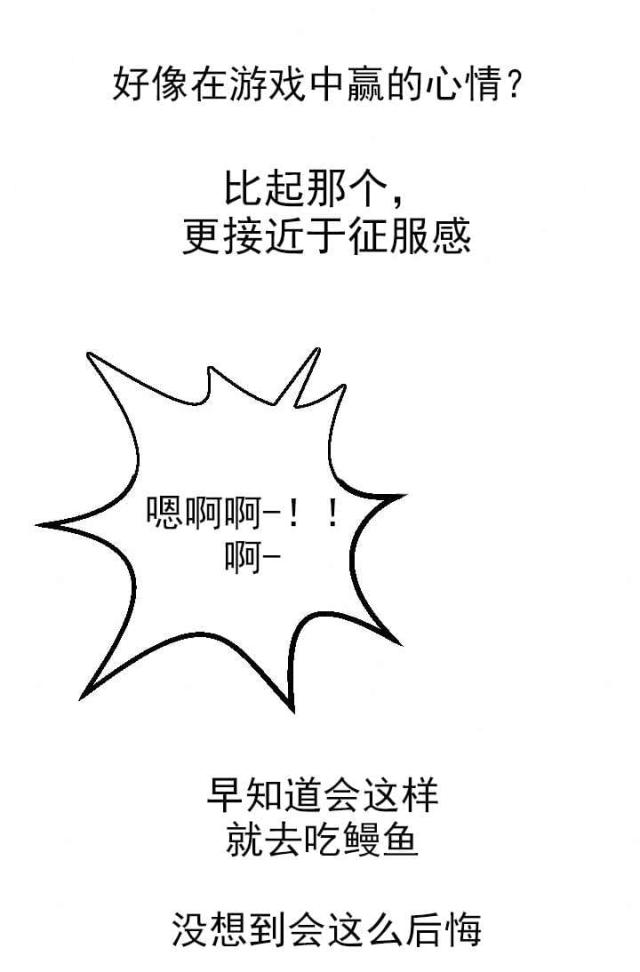 好像在游戏中赢的心情?
比起那个，
更接近于征服感
嗯啊啊-！！
啊-
早知道会这样
就去吃鳗鱼
没想到会这么后悔